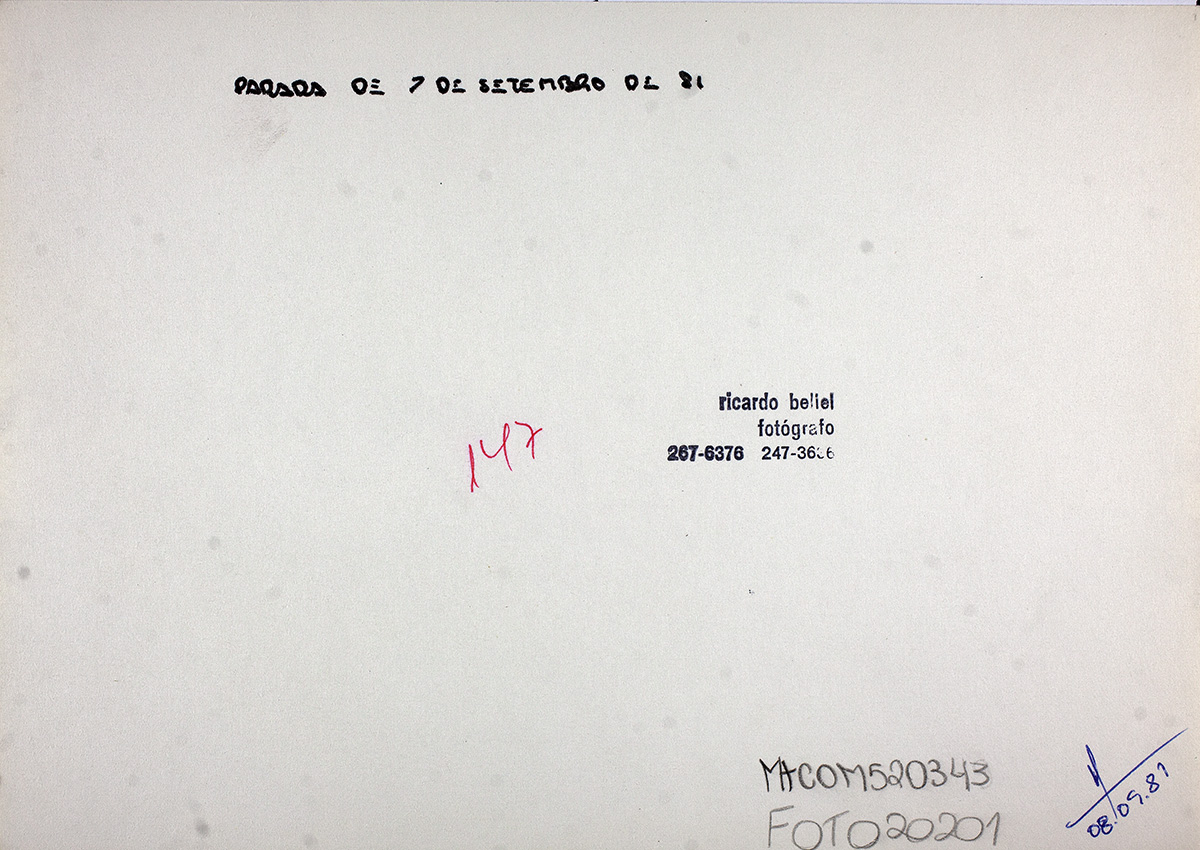 PARADA DE 7 DE SETEMBRO DE 81
ricardo beliel
fotógrafo
267-6376
147
MACOM520343
FOTO20201
08.09.81